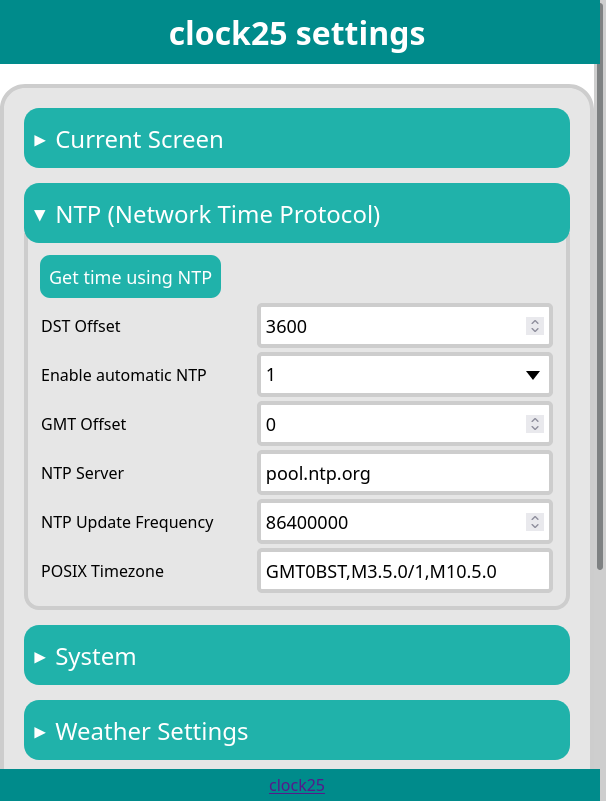 clock25 settings
▸ Current Screen
▾ NTP (Network Time Protocol)
Get time using NTP
DST Offset 3600
Enable automatic NTP 1
GMT Offset 0
NTP Server pool.ntp.org
NTP Update Frequency 86400000
POSIX Timezone GMT0BST,M3.5.0/1,M10.5.0
▸ System
▸ Weather Settings
clock25